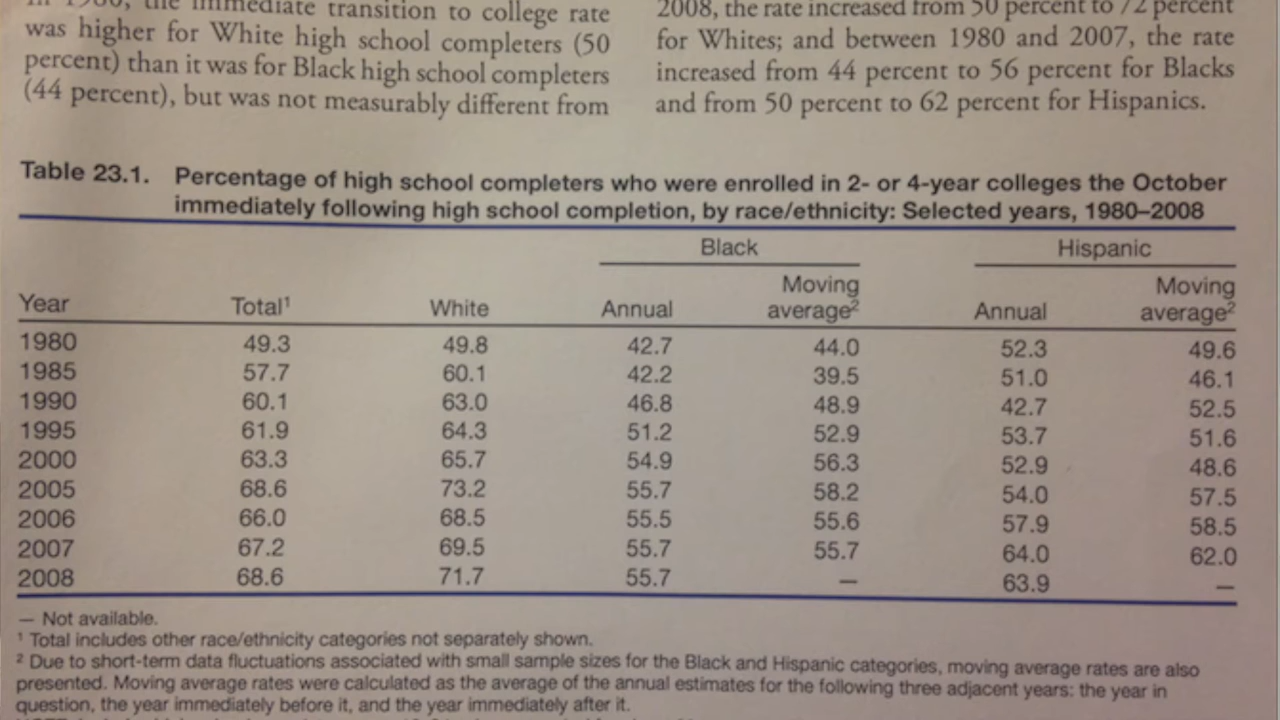 immediate transition to college rate
was higher for White high school completers (50
percent) than it was for Black high school completers
(44 percent), but was not measurably different from
2008, the rate increased from 50 percent to 72 percent
for Whites; and between 1980 and 2007, the rate
increased from 44 percent to 56 percent for Blacks
and from 50 percent to 62 percent for Hispanics.
Table 23.1. Percentage of high school completers who were enrolled in 2- or 4-year colleges the October
immediately following high school completion, by race/ethnicity: Selected years, 1980–2008
Black Hispanic
Moving Moving
Year Total¹ White Annual average² Annual average²
1980 49.3 49.8 42.7 44.0 52.3 49.6
1985 57.7 60.1 42.2 39.5 51.0 46.1
1990 60.1 63.0 46.8 48.9 42.7 52.5
1995 61.9 64.3 51.2 52.9 53.7 51.6
2000 63.3 65.7 54.9 56.3 52.9 48.6
2005 68.6 73.2 55.7 58.2 54.0 57.5
2006 66.0 68.5 55.5 55.6 57.9 58.5
2007 67.2 69.5 55.7 55.7 64.0 62.0
2008 68.6 71.7 55.7 — 63.9 —
— Not available.
¹ Total includes other race/ethnicity categories not separately shown.
² Due to short-term data fluctuations associated with small sample sizes for the Black and Hispanic categories, moving average rates are also
presented. Moving average rates were calculated as the average of the annual estimates for the following three adjacent years: the year in
question, the year immediately before it, and the year immediately after it.